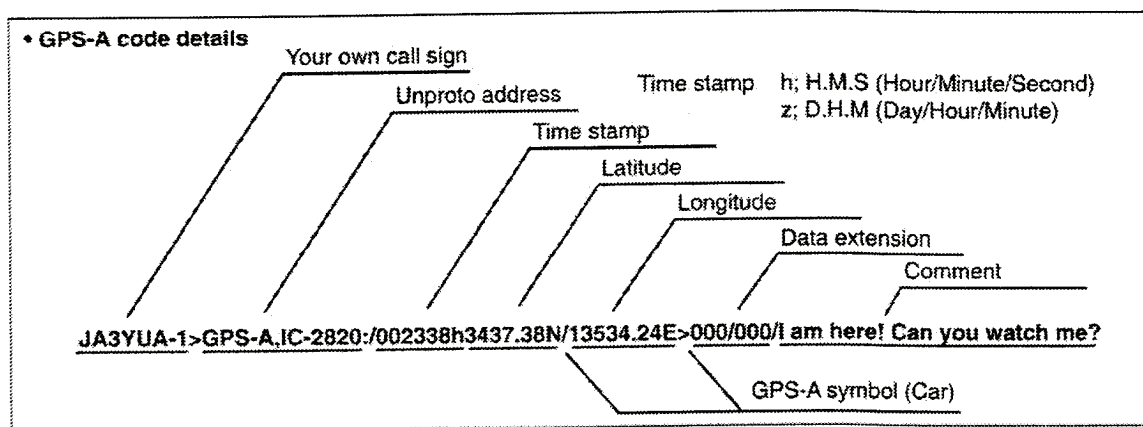 • GPS-A code details
Your own call sign
Unproto address
Time stamp h; H.M.S (Hour/Minute/Second)
z; D.H.M (Day/Hour/Minute)
Time stamp
Latitude
Longitude
Data extension
Comment
JA3YUA-1>GPS-A,IC-2820:/002338h3437.38N/13534.24E>000/000/I am here! Can you watch me?
GPS-A symbol (Car)